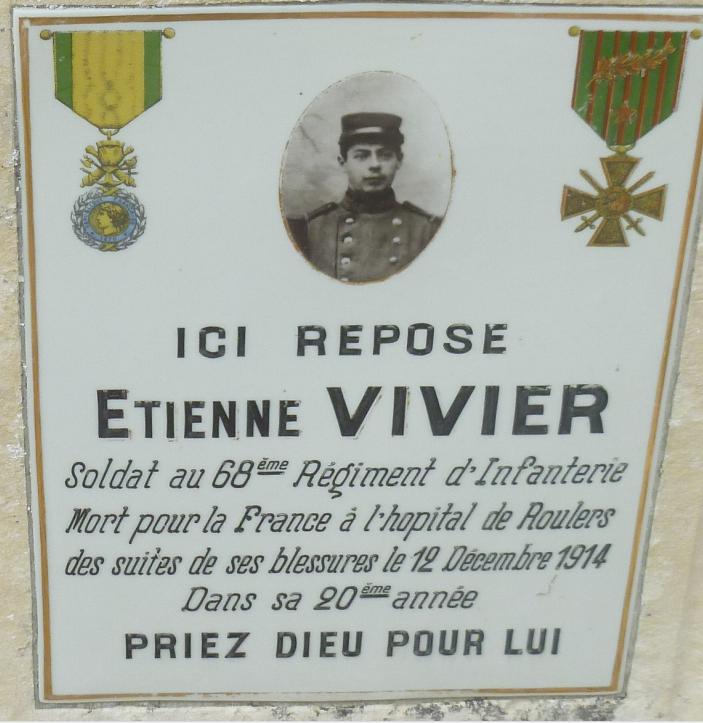 ICI REPOSE
ETIENNE VIVIER
Soldat au 68ème Régiment d'Infanterie
Mort pour la France à l'hopital de Roulers
des suites de ses blessures le 12 Décembre 1914
Dans sa 20ème année
PRIEZ DIEU POUR LUI